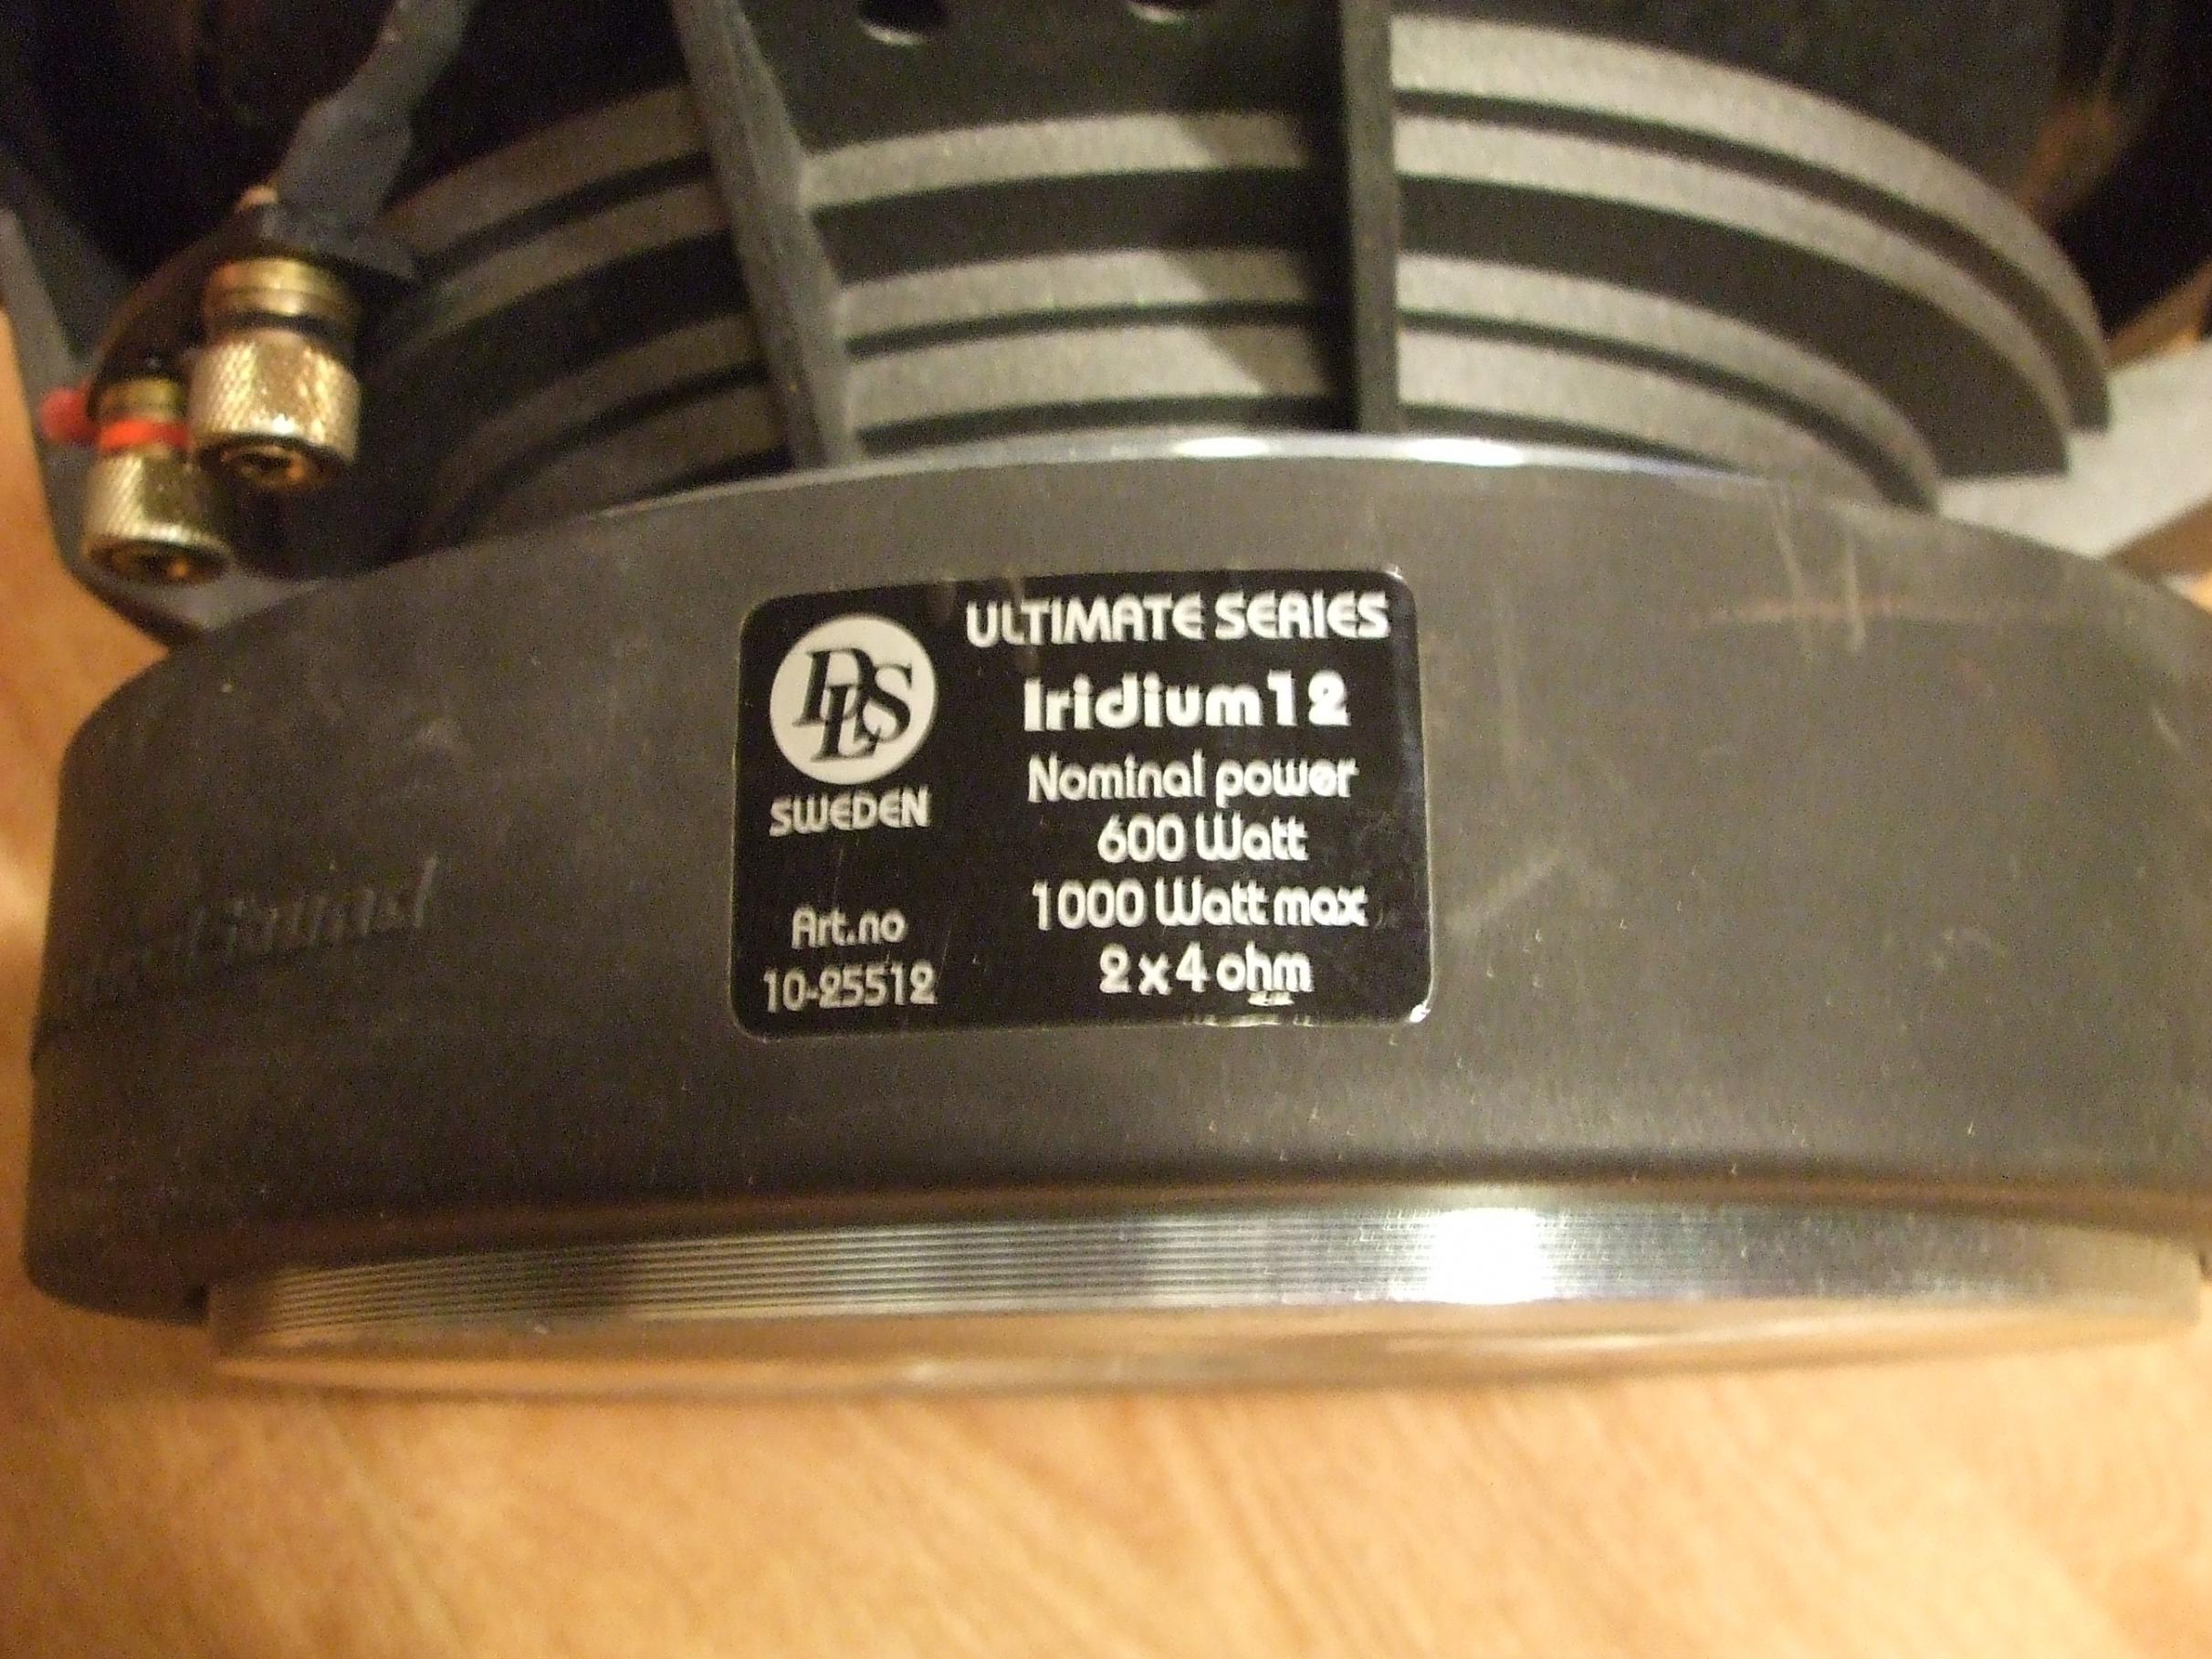 DLS
SWEDEN
Art.no
10-25512
ULTIMATE SERIES
Iridium12
Nominal power
600 Watt
1000 Watt max
2 x 4 ohm
Sound